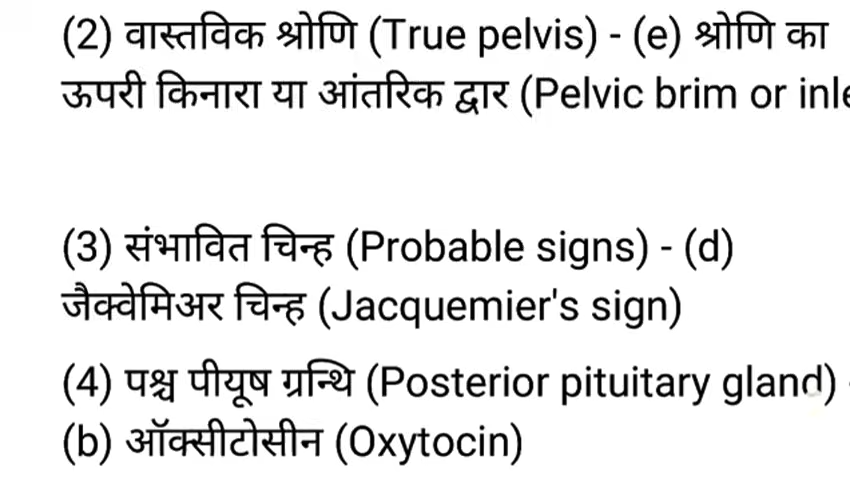 (2) वास्तविक श्रोणि (True pelvis) - (e) श्रोणि का
ऊपरी किनारा या आंतरिक द्वार (Pelvic brim or inle
(3) संभावित चिन्ह (Probable signs) - (d)
जैक्वेमिअर चिन्ह (Jacquemier's sign)
(4) पश्च पीयूष ग्रन्थि (Posterior pituitary gland) -
(b) ऑक्सीटोसीन (Oxytocin)